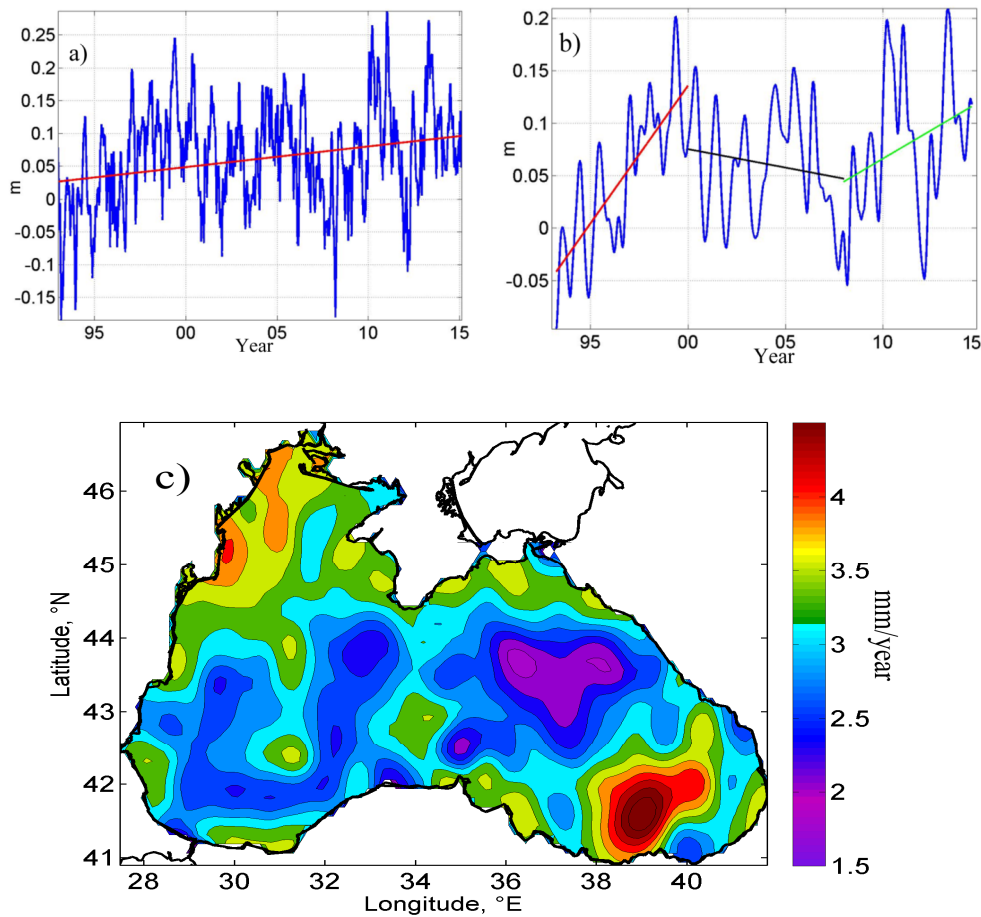 a)
0.25
0.2
0.15
0.1
0.05
0
-0.05
-0.1
-0.15
m
95 00 05 10 15
Year
b)
0.2
0.15
0.1
0.05
0
-0.05
m
95 00 05 10 15
Year
c)
46
45
44
43
42
41
Latitude, °N
28 30 32 34 36 38 40
Longitude, °E
4
3.5
3
2.5
2
1.5
mm/year